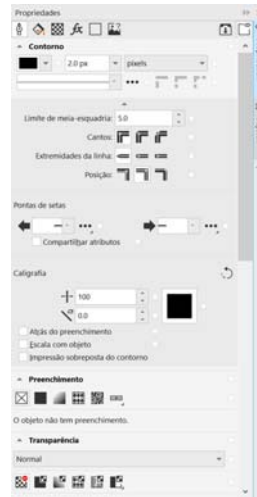 Propriedades
Contorno
2.0 px
pixels
Limite de meia-esquadria: 5.0
Cantos:
Extremidades da linha:
Posição:
Pontas de setas
Compartilhar atributos
Caligrafia
100
0.0
Atrás do preenchimento
Escala com objeto
Impressão sobreposta do contorno
Preenchimento
O objeto não tem preenchimento.
Transparência
Normal